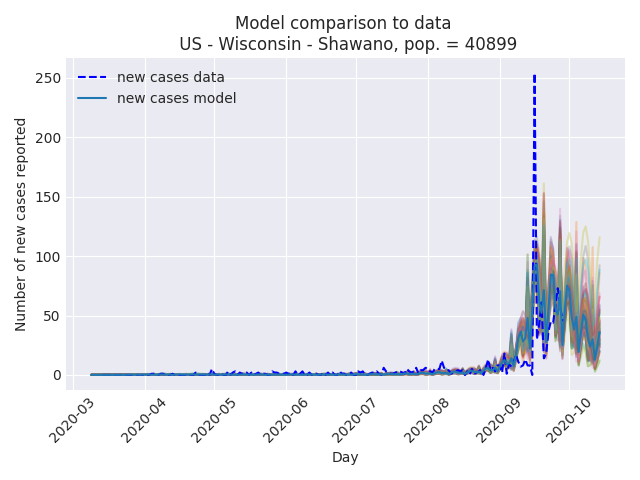 Model comparison to data
US - Wisconsin - Shawano, pop. = 40899
new cases data
new cases model
Number of new cases reported
250
200
150
100
50
0
2020-03
2020-04
2020-05
2020-06
2020-07
2020-08
2020-09
2020-10
Day